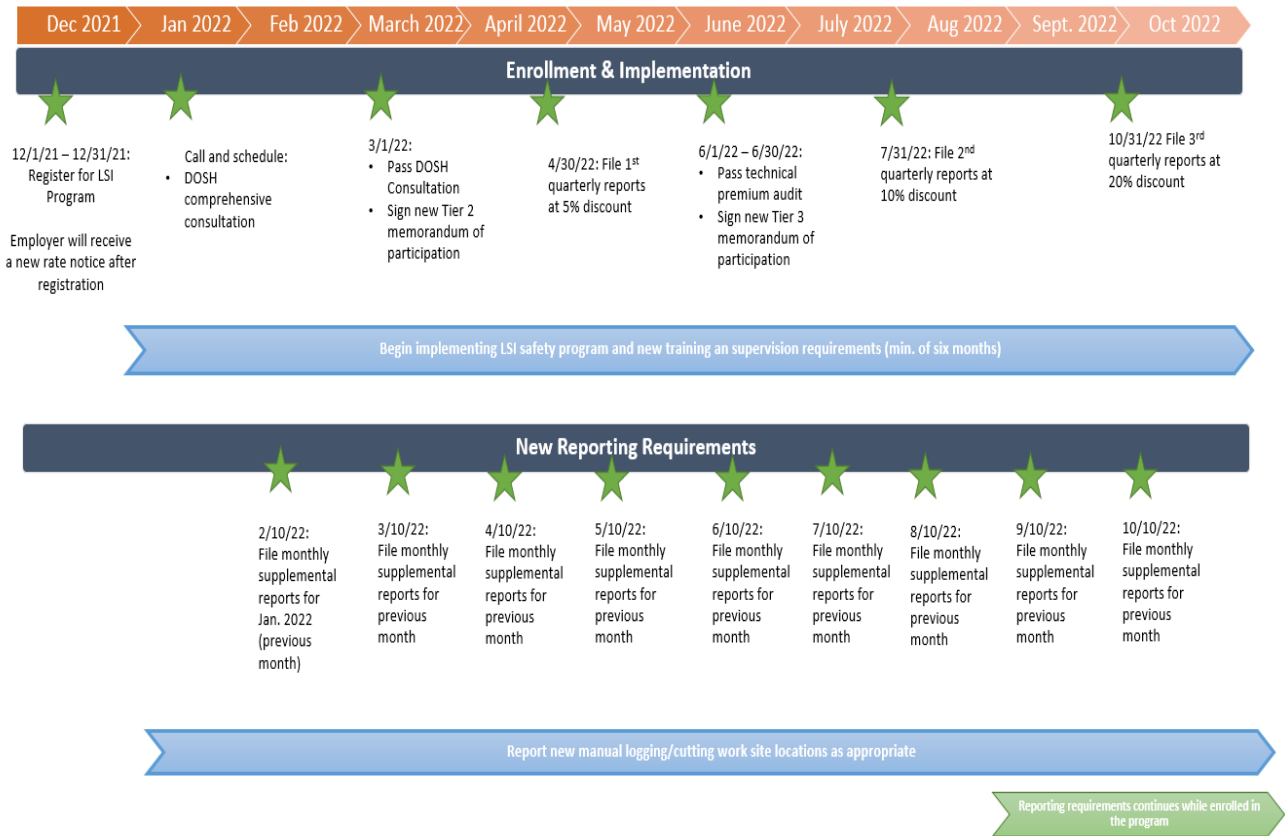 Dec 2021
Jan 2022
Feb 2022
March 2022
April 2022
May 2022
June 2022
July 2022
Aug 2022
Sept. 2022
Oct 2022
Enrollment & Implementation
12/1/21 – 12/31/21:
Register for LSI
Program
Employer will receive
a new rate notice after
registration
Call and schedule:
• DOSH
comprehensive
consultation
3/1/22:
• Pass DOSH
Consultation
• Sign new Tier 2
memorandum of
participation
4/30/22: File 1st
quarterly reports
at 5% discount
6/1/22 – 6/30/22:
• Pass technical
premium audit
• Sign new Tier 3
memorandum of
participation
7/31/22: File 2nd
quarterly reports at
10% discount
10/31/22 File 3rd
quarterly reports at
20% discount
Begin implementing LSI safety program and new training an supervision requirements (min. of six months)
New Reporting Requirements
2/10/22:
File monthly
supplemental
reports for
Jan. 2022
(previous
month)
3/10/22:
File monthly
supplemental
reports for
previous
month
4/10/22:
File monthly
supplemental
reports for
previous
month
5/10/22:
File monthly
supplemental
reports for
previous
month
6/10/22:
File monthly
supplemental
reports for
previous
month
7/10/22:
File monthly
supplemental
reports for
previous
month
8/10/22:
File monthly
supplemental
reports for
previous
month
9/10/22:
File monthly
supplemental
reports for
previous
month
10/10/22:
File monthly
supplemental
reports for
previous
month
Report new manual logging/cutting work site locations as appropriate
Reporting requirements continues while enrolled in
the program